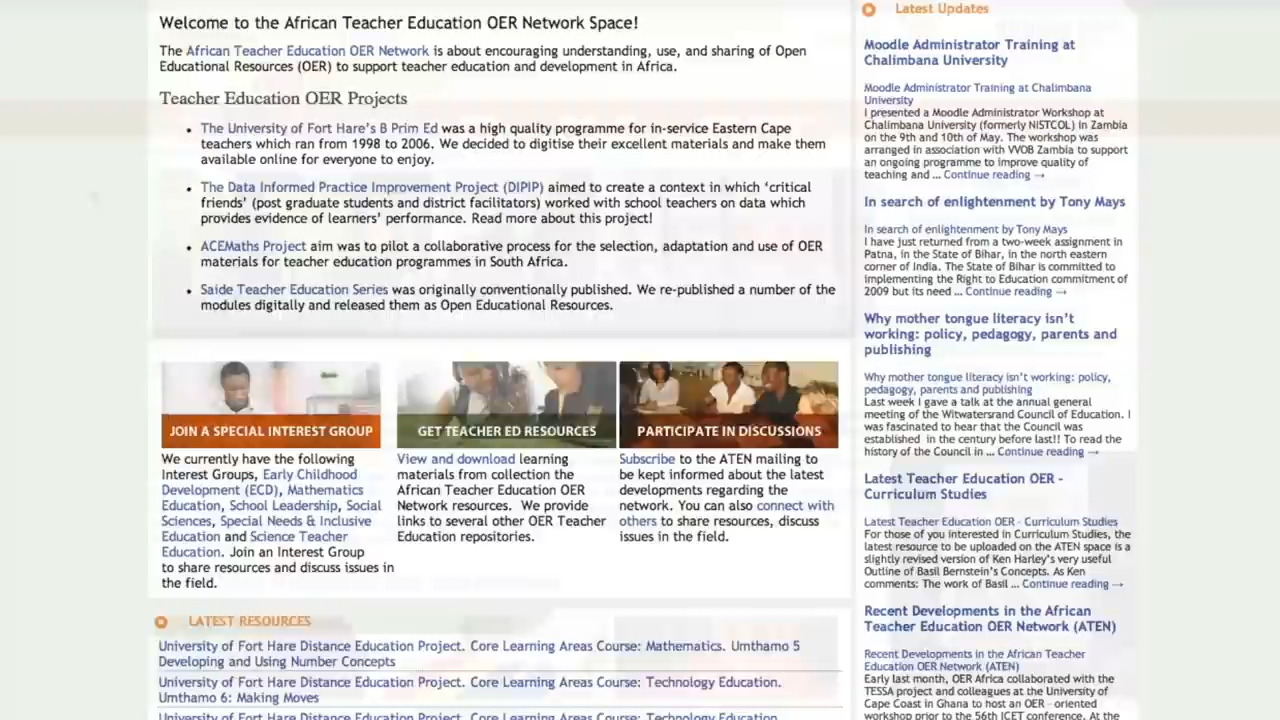 Welcome to the African Teacher Education OER Network Space!
The African Teacher Education OER Network is about encouraging understanding, use, and sharing of Open
Educational Resources (OER) to support teacher education and development in Africa.
Teacher Education OER Projects
The University of Fort Hare's B Prim Ed was a high quality programme for in-service Eastern Cape
teachers which ran from 1998 to 2006. We decided to digitise their excellent materials and make them
available online for everyone to enjoy.
The Data Informed Practice Improvement Project (DIPIP) aimed to create a context in which 'critical
friends' (post graduate students and district facilitators) worked with school teachers on data which
provides evidence of learners' performance. Read more about this project!
ACEMaths Project aim was to pilot a collaborative process for the selection, adaptation and use of OER
materials for teacher education programmes in South Africa.
Saide Teacher Education Series was originally conventionally published. We re-published a number of the
modules digitally and released them as Open Educational Resources.
JOIN A SPECIAL INTEREST GROUP
We currently have the following
Interest Groups, Early Childhood
Development (ECD), Mathematics
Education, School Leadership, Social
Sciences, Special Needs & Inclusive
Education and Science Teacher
Education. Join an Interest Group
to share resources and discuss issues in
the field.
GET TEACHER ED RESOURCES
View and download learning
materials from collection the
African Teacher Education OER
Network resources. We provide
links to several other OER Teacher
Education repositories.
PARTICIPATE IN DISCUSSIONS
Subscribe to the ATEN mailing to
be kept informed about the latest
developments regarding the
network. You can also connect with
others to share resources, discuss
issues in the field.
LATEST RESOURCES
University of Fort Hare Distance Education Project. Core Learning Areas Course: Mathematics. Umthamo 5
Developing and Using Number Concepts
University of Fort Hare Distance Education Project. Core Learning Areas Course: Technology Education.
Umthamo 6: Making Moves
University of Fort Hare Distance Education Project. Core Learning Areas Course: Technology Education.
Latest Updates
Moodle Administrator Training at
Chalimbana University
Moodle Administrator Training at Chalimbana
University
I presented a Moodle Administrator Workshop at
Chalimbana University (formerly NISTCOL) in Zambia
on the 9th and 10th of May. The workshop was
arranged in association with VVOB Zambia to support
an ongoing programme to improve quality of
teaching and ... Continue reading →
In search of enlightenment by Tony Mays
In search of enlightenment by Tony Mays
I have just returned from a two-week assignment in
Patna, in the State of Bihar, in the north eastern
corner of India. The State of Bihar is committed to
implementing the Right to Education commitment of
2009 but its need ... Continue reading →
Why mother tongue literacy isn't
working: policy, pedagogy, parents and
publishing
Why mother tongue literacy isn't working: policy,
pedagogy, parents and publishing
Last week I gave a talk at the annual general
meeting of the Witwatersrand Council of Education. I
was fascinated to hear that the Council was
established in the century before last!! To read the
history of the Council in ... Continue reading →
Latest Teacher Education OER -
Curriculum Studies
Latest Teacher Education OER - Curriculum Studies
For those of you interested in Curriculum Studies, the
latest resource to be uploaded on the ATEN space is a
slightly revised version of Ken Harley's very useful
Outline of Basil Bernstein's Concepts. As Ken
comments: The work of Basil ... Continue reading →
Recent Developments in the African
Teacher Education OER Network (ATEN)
Recent Developments in the African Teacher
Education OER Network (ATEN)
Early last month, OER Africa collaborated with the
TESSA project and colleagues at the University of
Cape Coast in Ghana to host an OER - oriented
workshop prior to the 56th ICET conference. At the